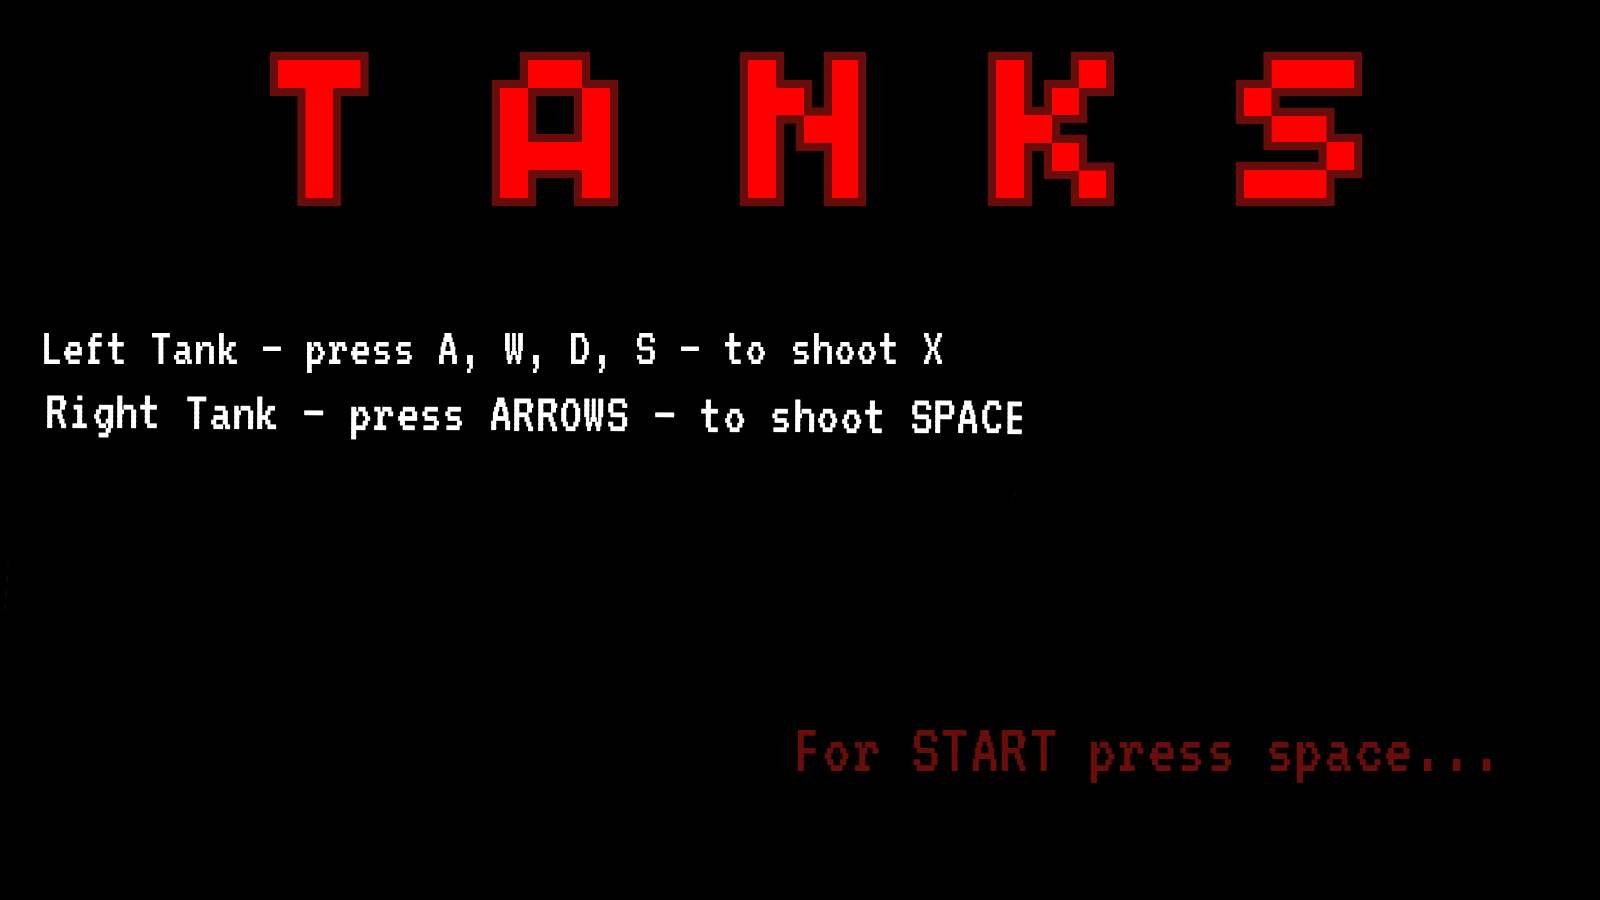 TANKS
Left Tank - press A, W, D, S - to shoot X
Right Tank - press ARROWS - to shoot SPACE
For START press space...